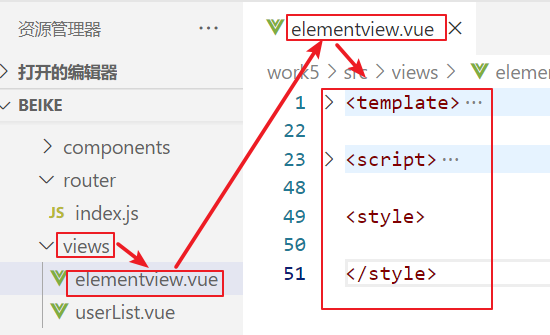 资源管理器 ...
打开的编辑器
BEIKE
components
router
JS index.js
views
elementview.vue
userList.vue
elementview.vue ×
work5 > src > views > elemen
1 > <template> ...
22
23 > <script> ...
48
49 <style>
50
51 </style>